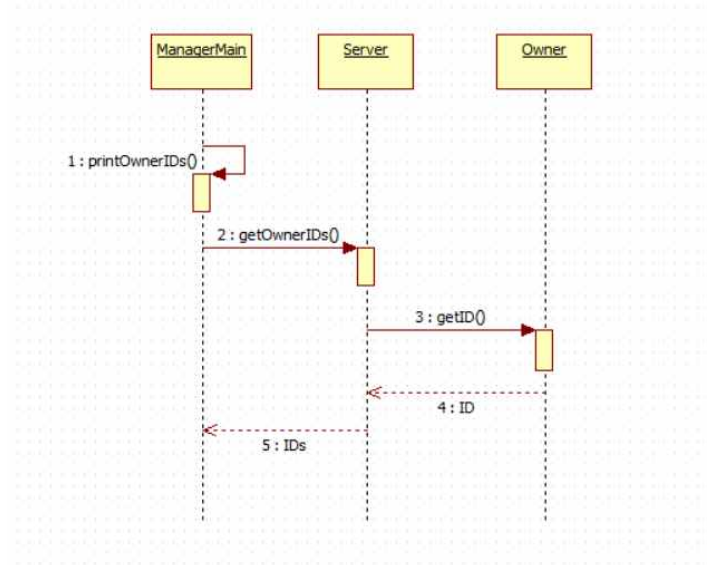 ManagerMain
Server
Owner
1 : printOwnerIDs()
2 : getOwnerIDs()
3 : getID()
4 : ID
5 : IDs